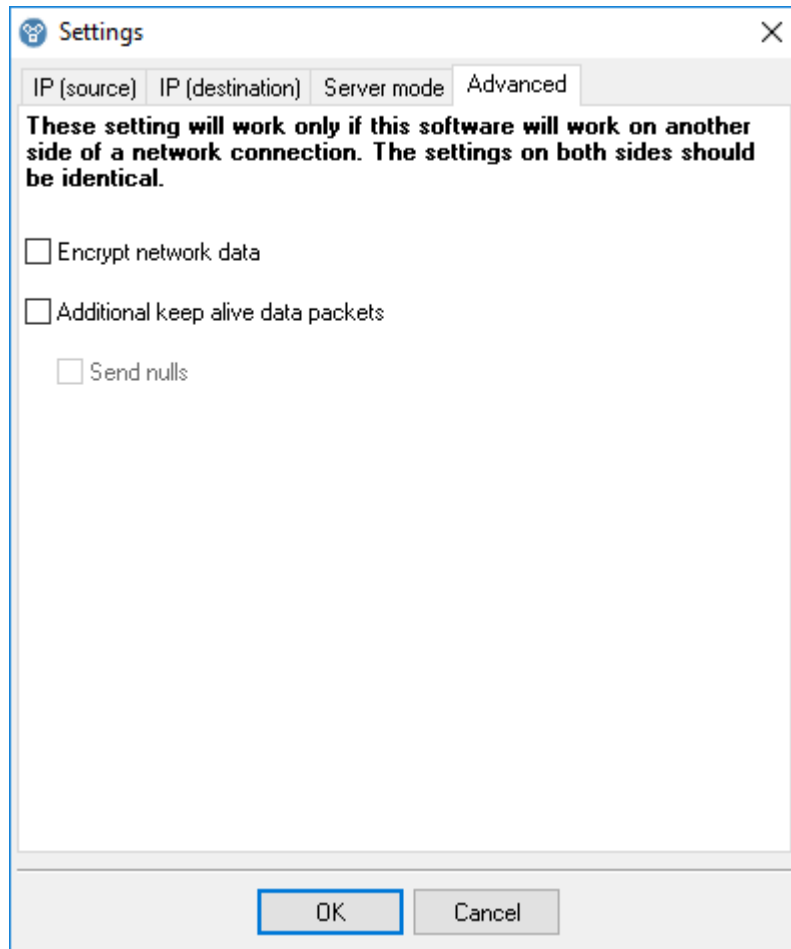 Settings
IP (source) IP (destination) Server mode Advanced
These setting will work only if this software will work on another
side of a network connection. The settings on both sides should
be identical.
Encrypt network data
Additional keep alive data packets
Send nulls
OK Cancel